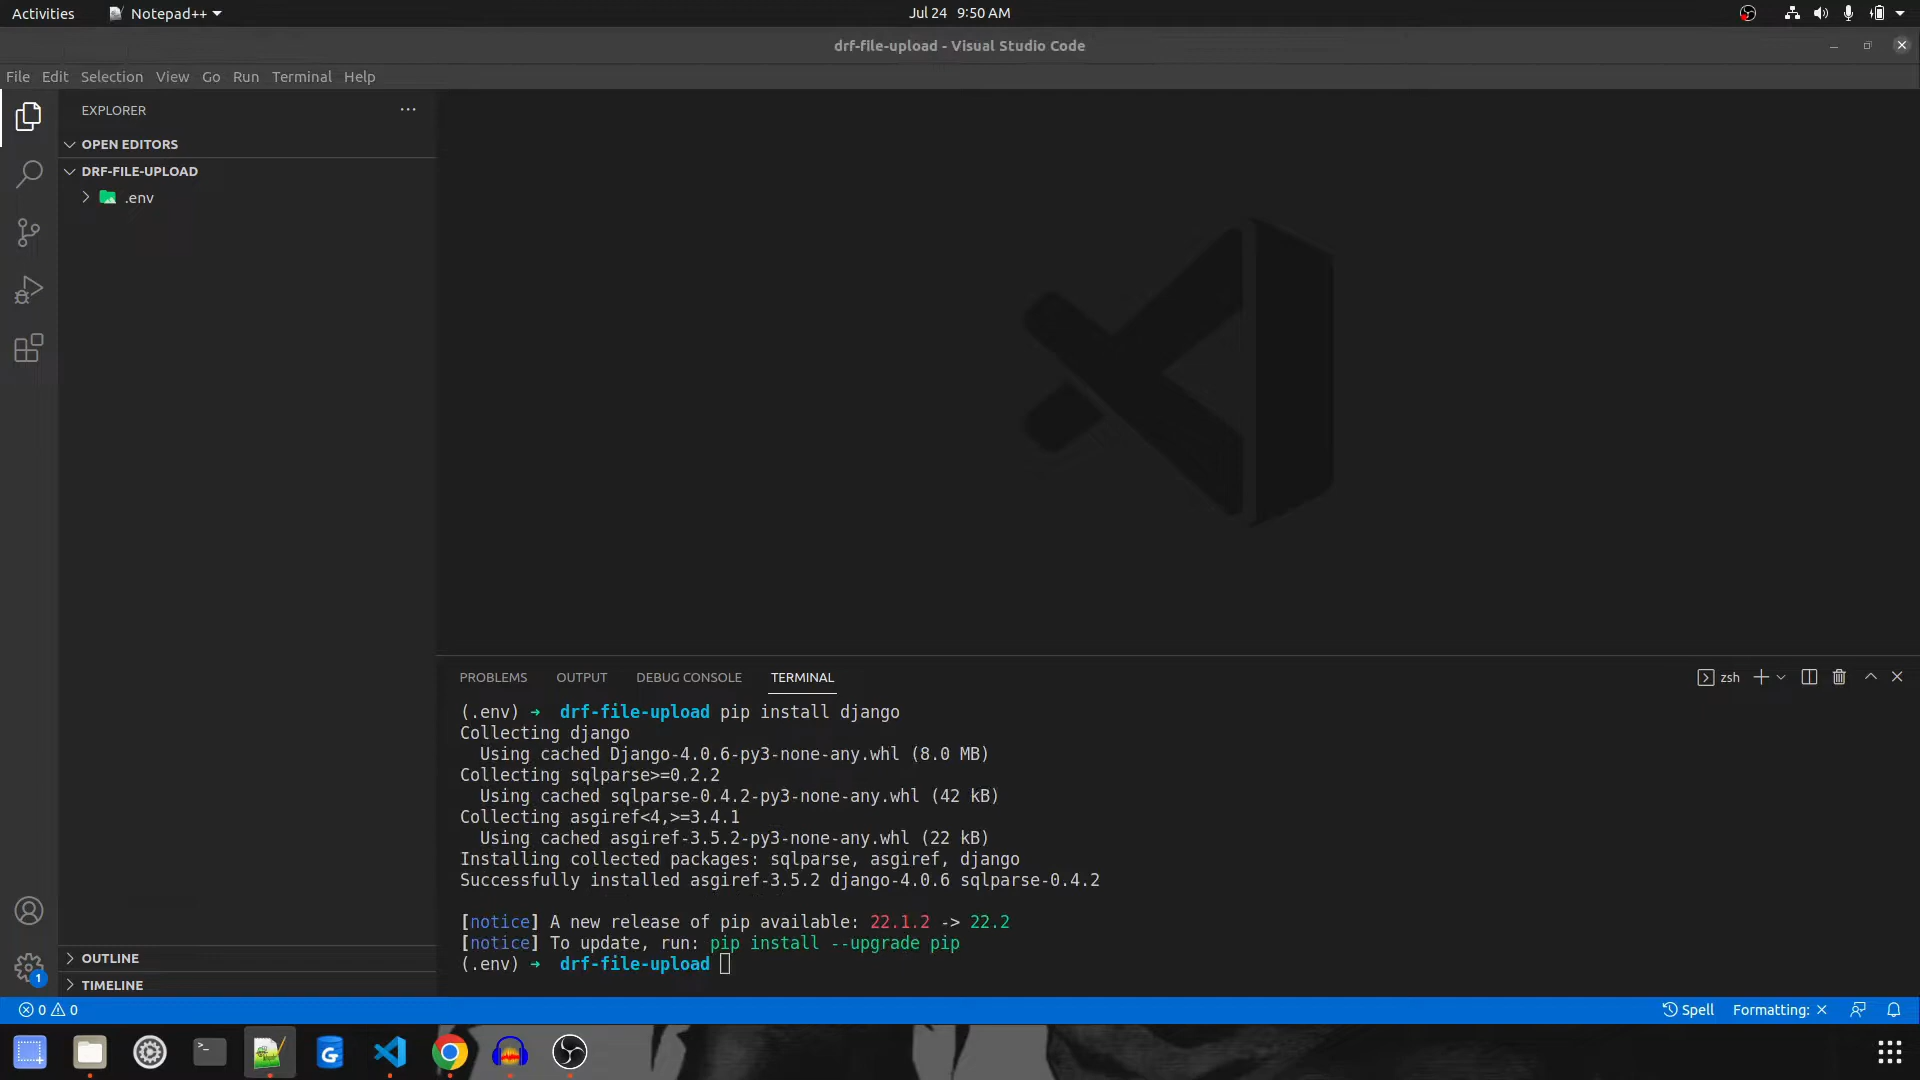 Activities
Notepad++
Jul 24 9:50 AM
drf-file-upload - Visual Studio Code
File Edit Selection View Go Run Terminal Help
EXPLORER
OPEN EDITORS
DRF-FILE-UPLOAD
.env
PROBLEMS OUTPUT DEBUG CONSOLE TERMINAL
zsh
(.env) ➜ drf-file-upload pip install django
Collecting django
Using cached Django-4.0.6-py3-none-any.whl (8.0 MB)
Collecting sqlparse>=0.2.2
Using cached sqlparse-0.4.2-py3-none-any.whl (42 kB)
Collecting asgiref<4,>=3.4.1
Using cached asgiref-3.5.2-py3-none-any.whl (22 kB)
Installing collected packages: sqlparse, asgiref, django
Successfully installed asgiref-3.5.2 django-4.0.6 sqlparse-0.4.2
[notice] A new release of pip available: 22.1.2 -> 22.2
[notice] To update, run: pip install --upgrade pip
(.env) ➜ drf-file-upload
OUTLINE
TIMELINE
1
0 0
Spell
Formatting: ×